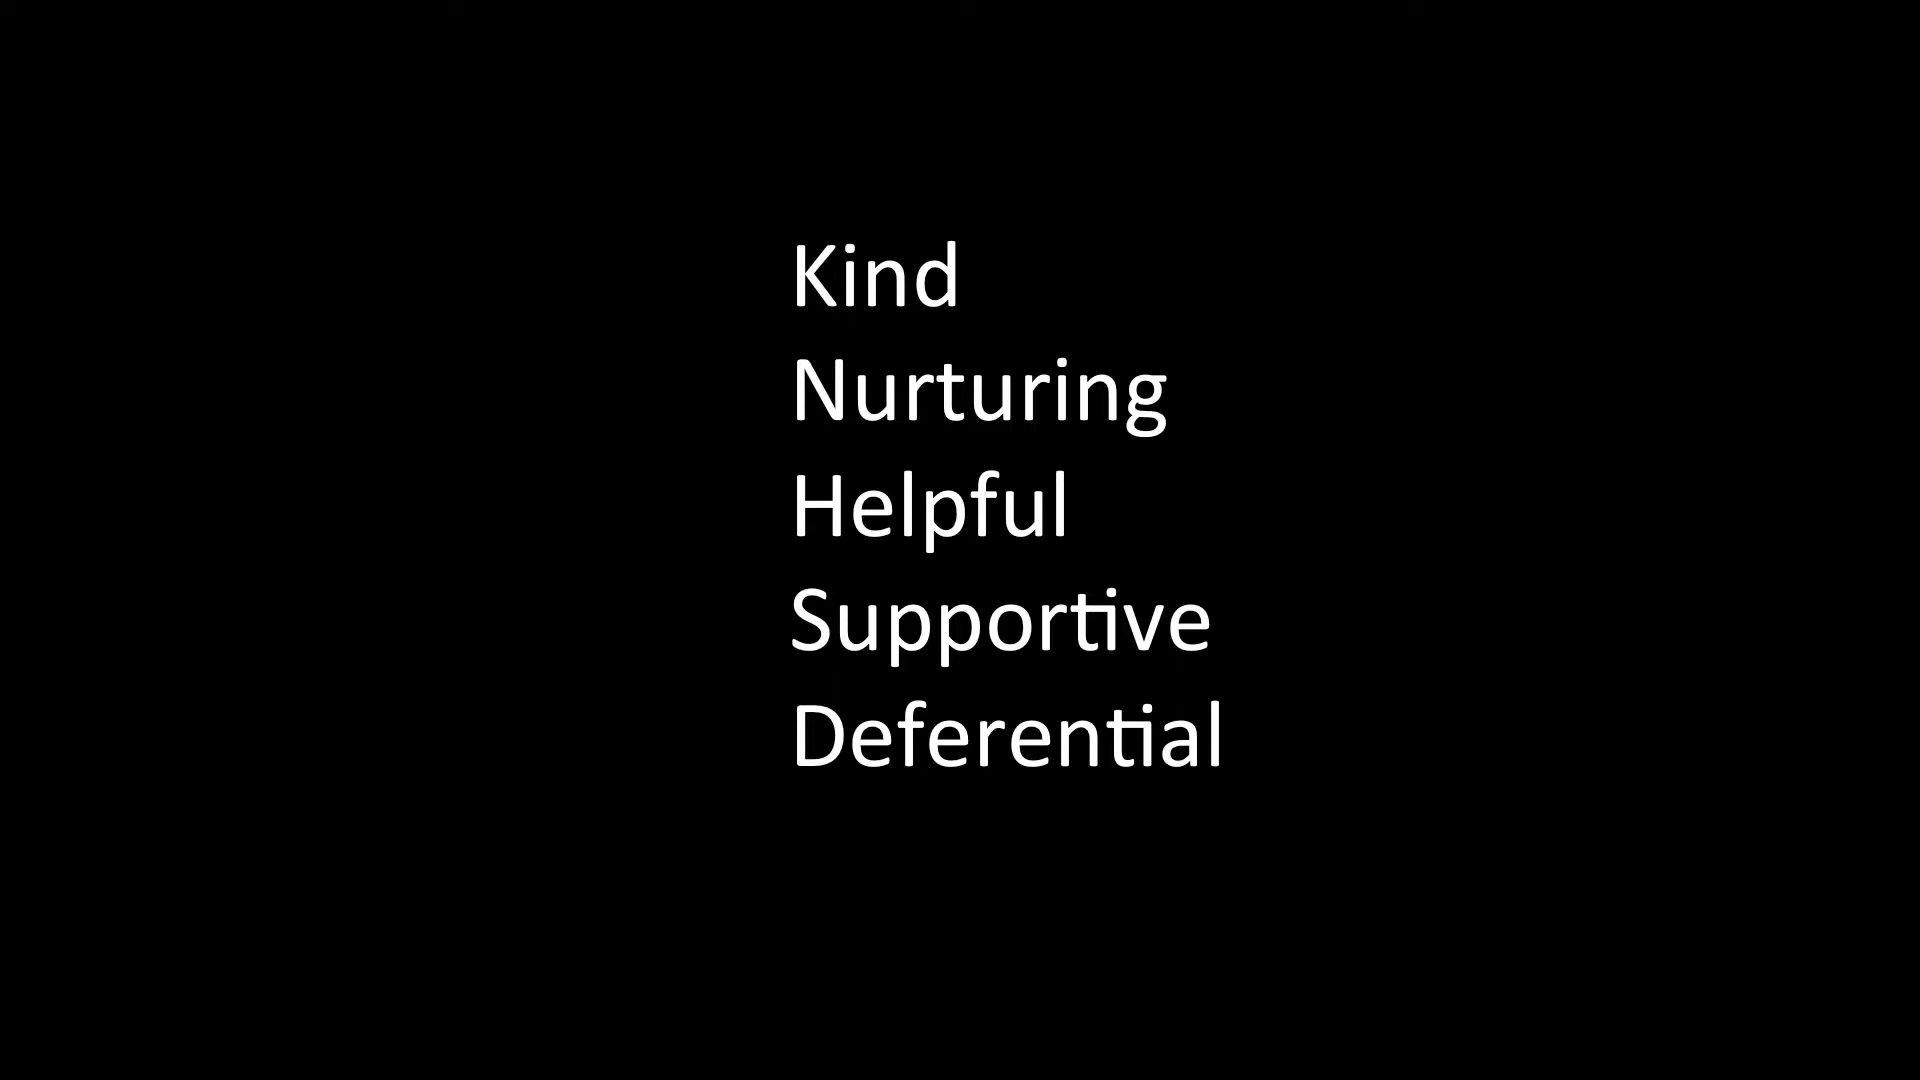 Kind
Nurturing
Helpful
Supportive
Deferential